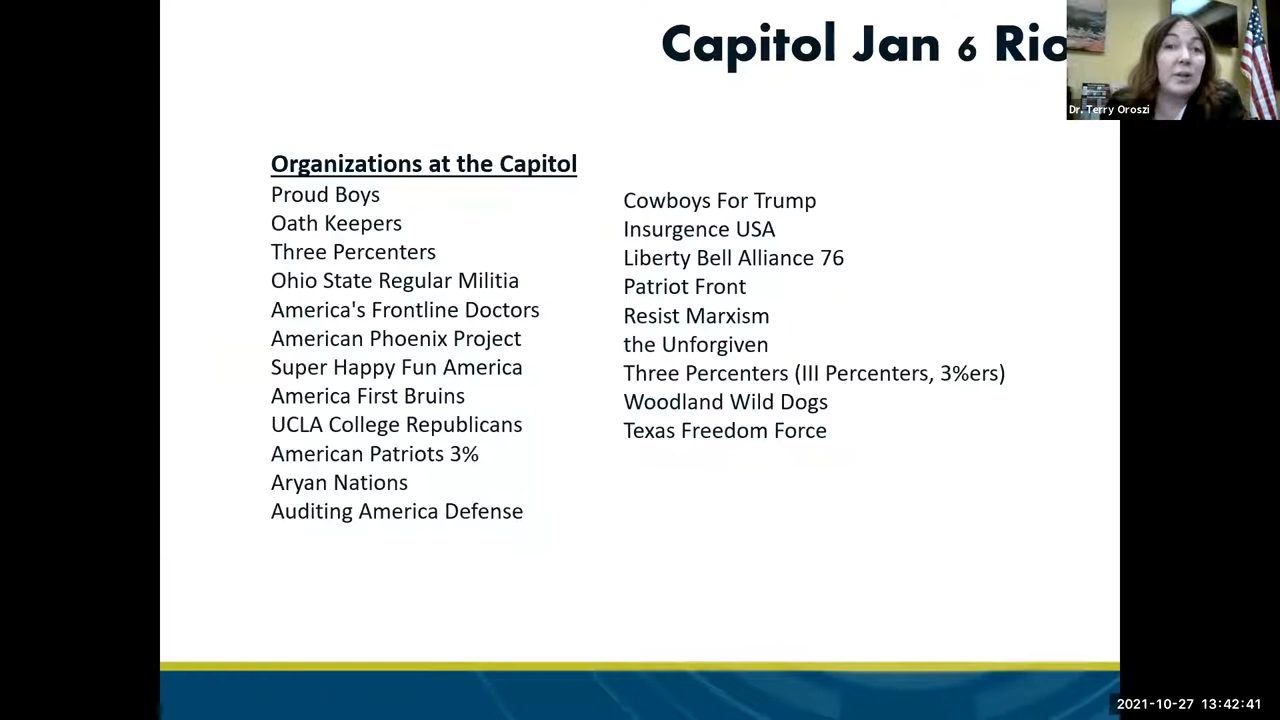 Capitol Jan 6 Rio
Dr. Terry Oroszi
Organizations at the Capitol
Proud Boys
Oath Keepers
Three Percenters
Ohio State Regular Militia
America's Frontline Doctors
American Phoenix Project
Super Happy Fun America
America First Bruins
UCLA College Republicans
American Patriots 3%
Aryan Nations
Auditing America Defense
Cowboys For Trump
Insurgence USA
Liberty Bell Alliance 76
Patriot Front
Resist Marxism
the Unforgiven
Three Percenters (III Percenters, 3%ers)
Woodland Wild Dogs
Texas Freedom Force
2021-10-27 13:42:41